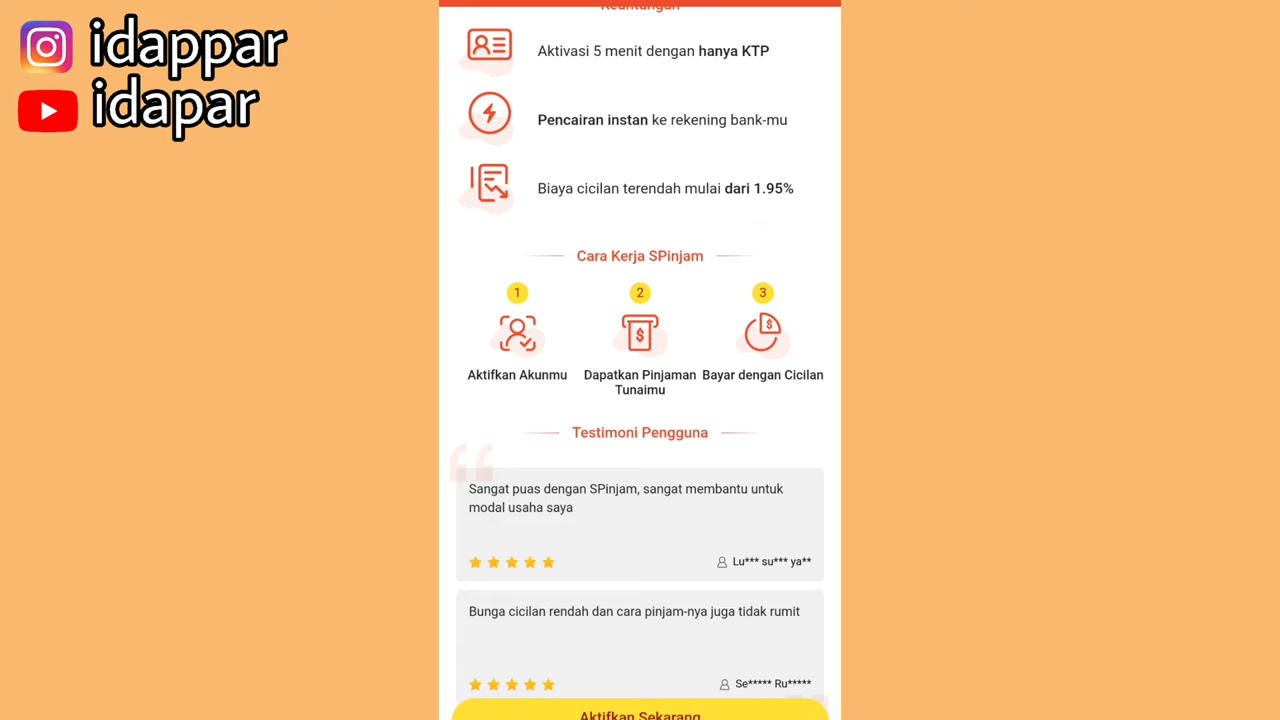 idappar
idapar
Keuntungan
Aktivasi 5 menit dengan hanya KTP
Pencairan instan ke rekening bank-mu
Biaya cicilan terendah mulai dari 1.95%
Cara Kerja SPinjam
1 2 3
Aktifkan Akunmu Dapatkan Pinjaman Bayar dengan Cicilan
Tunaimu
Testimoni Pengguna
Sangat puas dengan SPinjam, sangat membantu untuk
modal usaha saya
Lu*** su*** ya**
Bunga cicilan rendah dan cara pinjam-nya juga tidak rumit
Se***** Ru*****
Aktifkan Sekarang